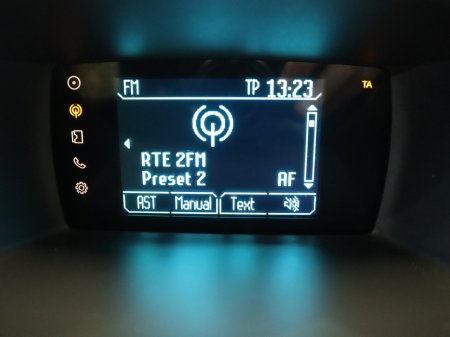 FM TP 13:23 TA
RTE 2FM
Preset 2 AF
AST Manual Text